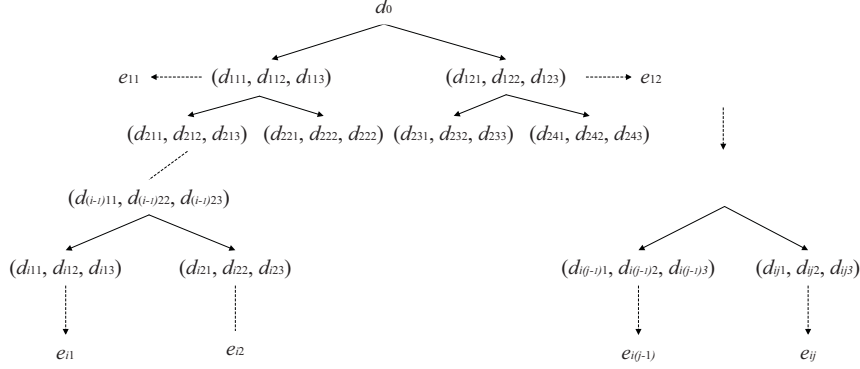 d0
e11 (d111, d112, d113) (d121, d122, d123) e12
(d211, d212, d213) (d221, d222, d222) (d231, d232, d233) (d241, d242, d243)
(d(i-1)11, d(i-1)22, d(i-1)23)
(di11, di12, di13) (di21, di22, di23) (di(j-1)1, di(j-1)2, di(j-1)3) (dij1, dij2, dij3)
ei1 ei2 ei(j-1) eij